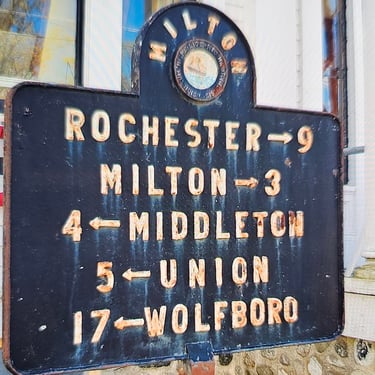 MILTON
ROCHESTER→9
MILTON→3
4←MIDDLETON
5←UNION
17←WOLFBORO